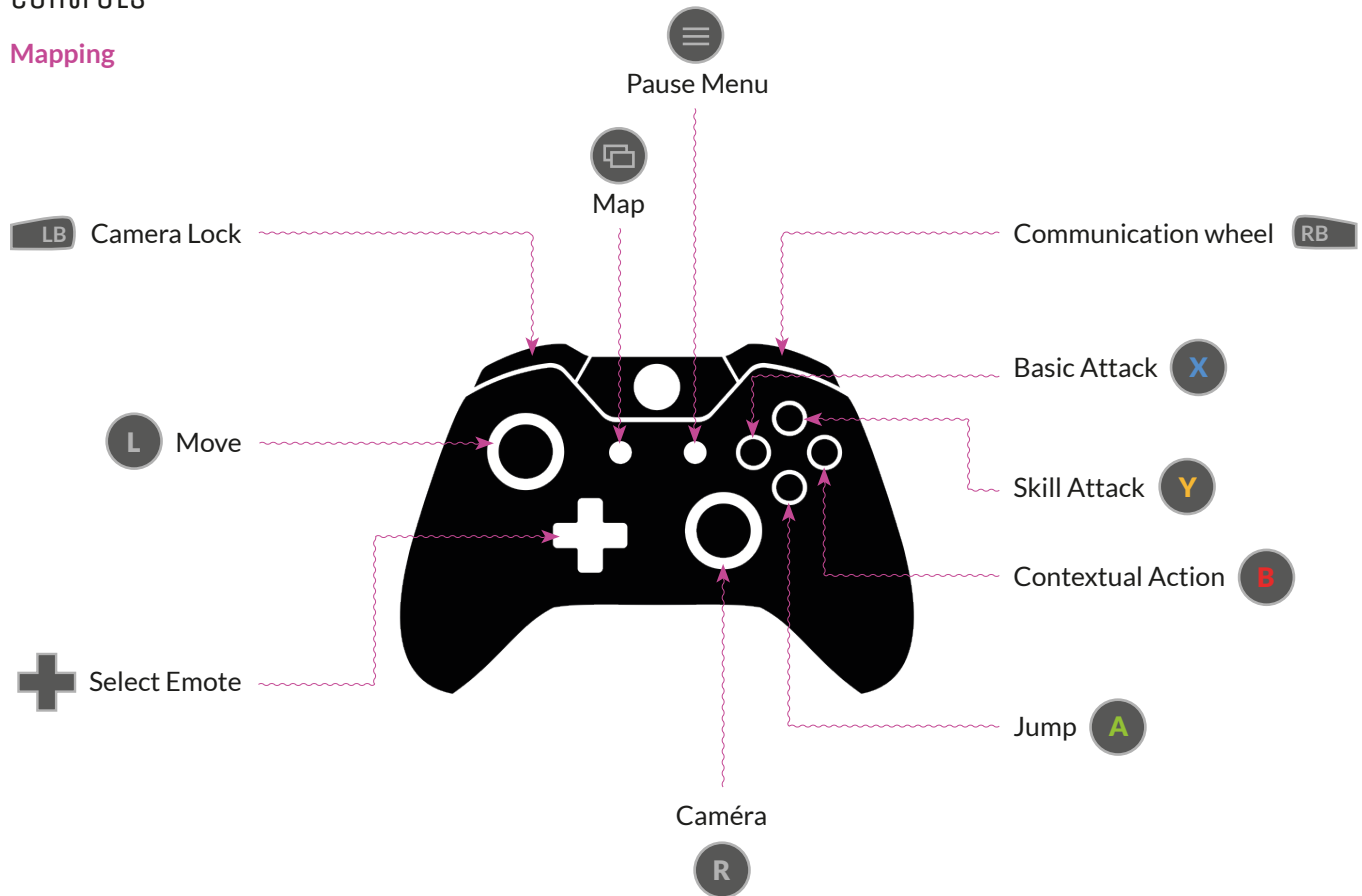 Controls
Mapping
Pause Menu
Map
LB Camera Lock
Communication wheel RB
Basic Attack X
L Move
Skill Attack Y
Contextual Action B
Select Emote
Jump A
Caméra
R